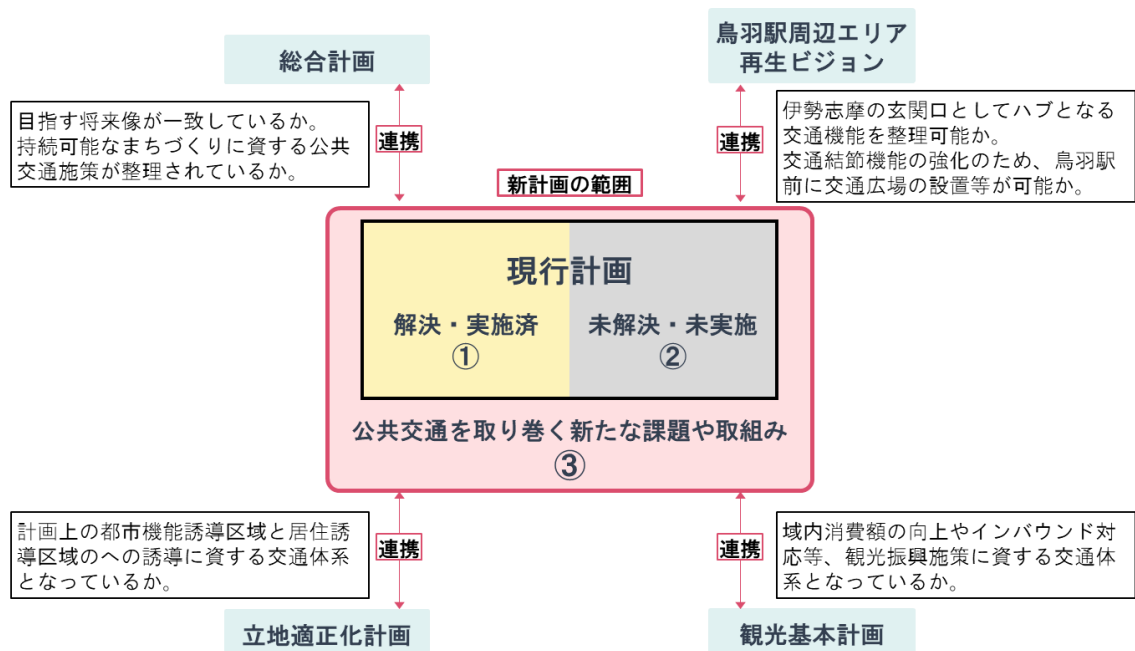 総合計画
鳥羽駅周辺エリア
再生ビジョン
目指す将来像が一致しているか。
持続可能なまちづくりに資する公共
交通施策が整理されているか。
連携
連携
伊勢志摩の玄関口としてハブとなる
交通機能を整理可能か。
交通結節機能の強化のため、鳥羽駅
前に交通広場の設置等が可能か。
新計画の範囲
現行計画
解決・実施済
①
未解決・未実施
②
公共交通を取り巻く新たな課題や取組み
③
計画上の都市機能誘導区域と居住誘
導区域のへの誘導に資する交通体系
となっているか。
連携
連携
域内消費額の向上やインバウンド対
応等、観光振興施策に資する交通体
系となっているか。
立地適正化計画
観光基本計画